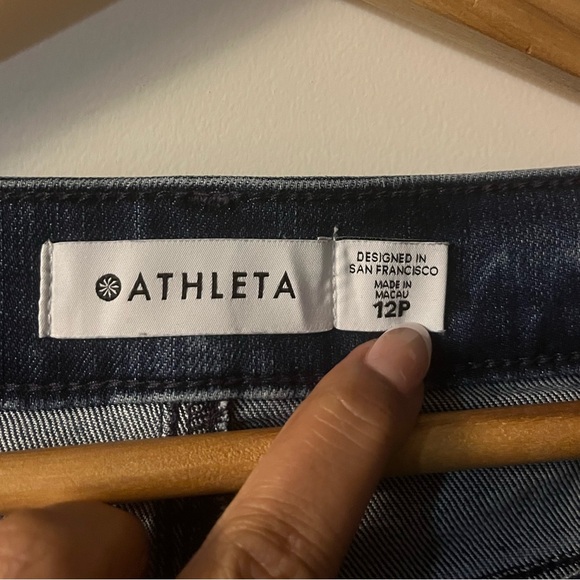 ATHLETA
DESIGNED IN
SAN FRANCISCO
MADE IN
MACAU
12P